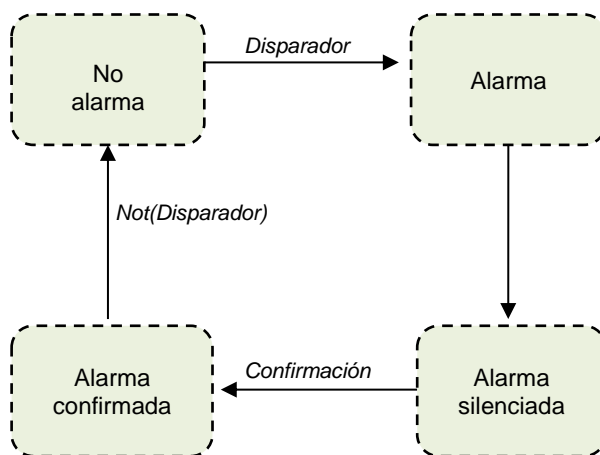 Disparador
No
alarma
Alarma
Not(Disparador)
Alarma
confirmada
Confirmación
Alarma
silenciada